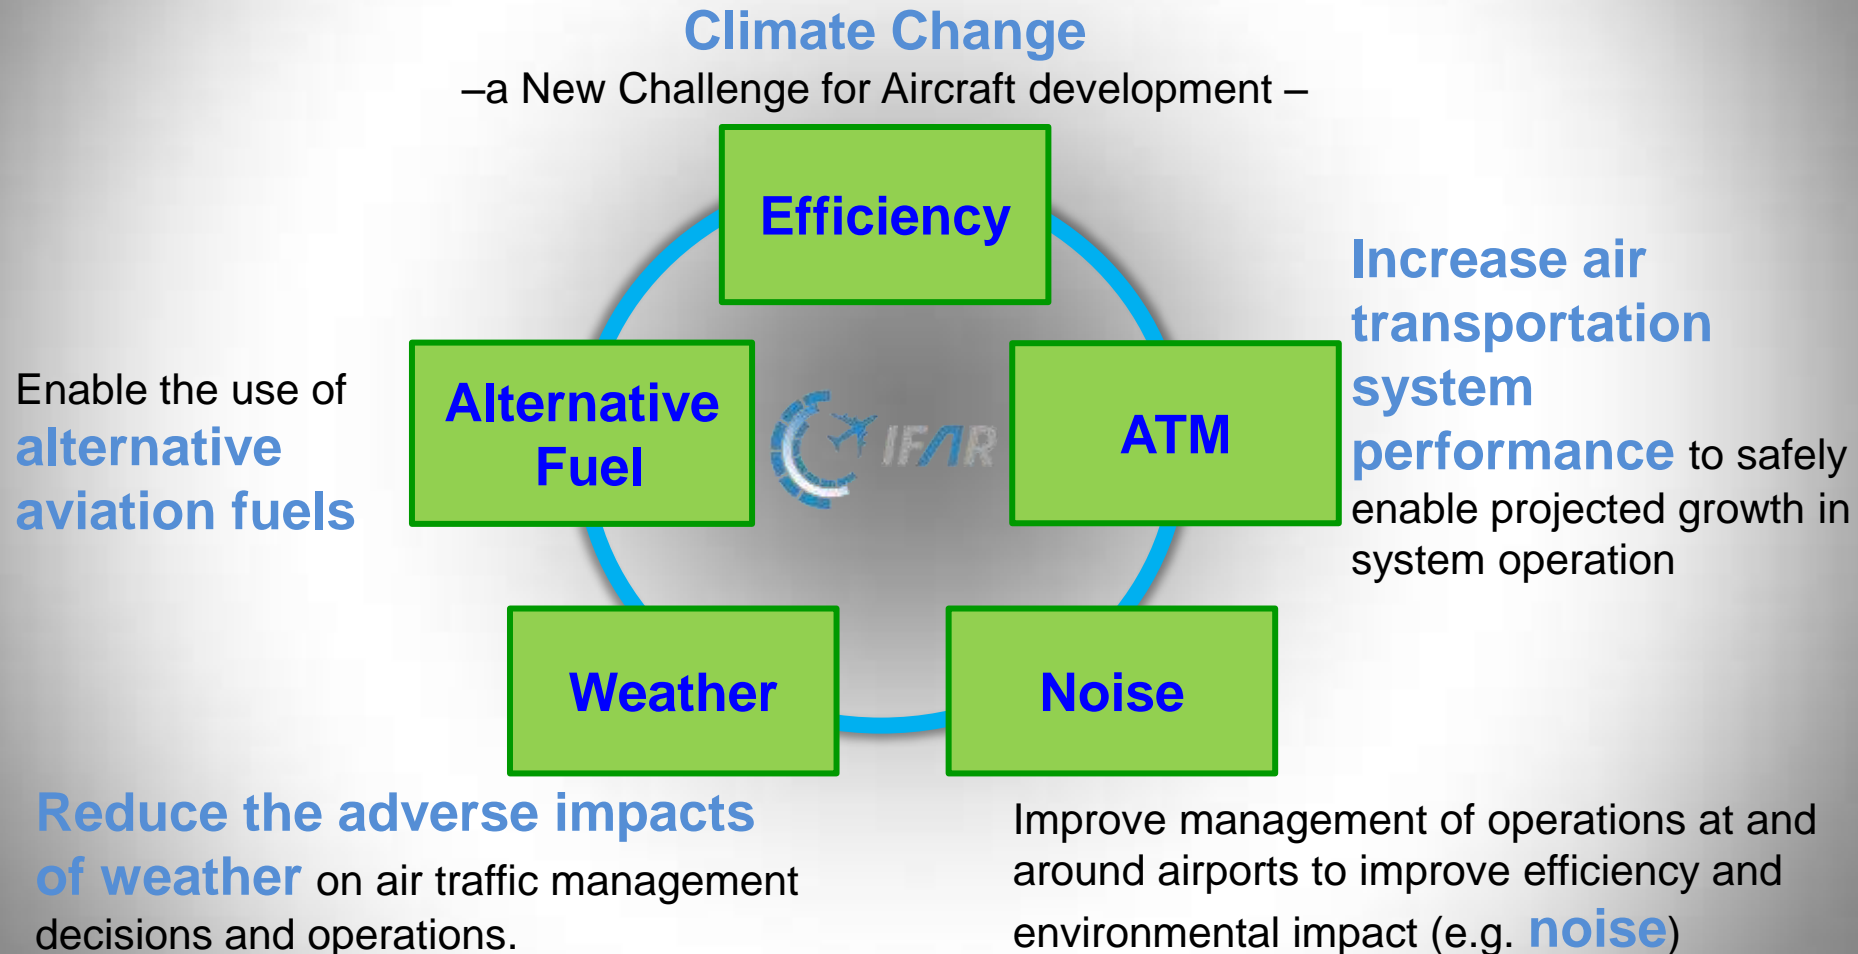 Climate Change
–a New Challenge for Aircraft development –
Efficiency
Increase air
transportation
system
performance to safely
enable projected growth in
system operation
Enable the use of
alternative
aviation fuels
Alternative
Fuel
IFAR
ATM
Weather
Noise
Reduce the adverse impacts
of weather on air traffic management
decisions and operations.
Improve management of operations at and
around airports to improve efficiency and
environmental impact (e.g. noise)